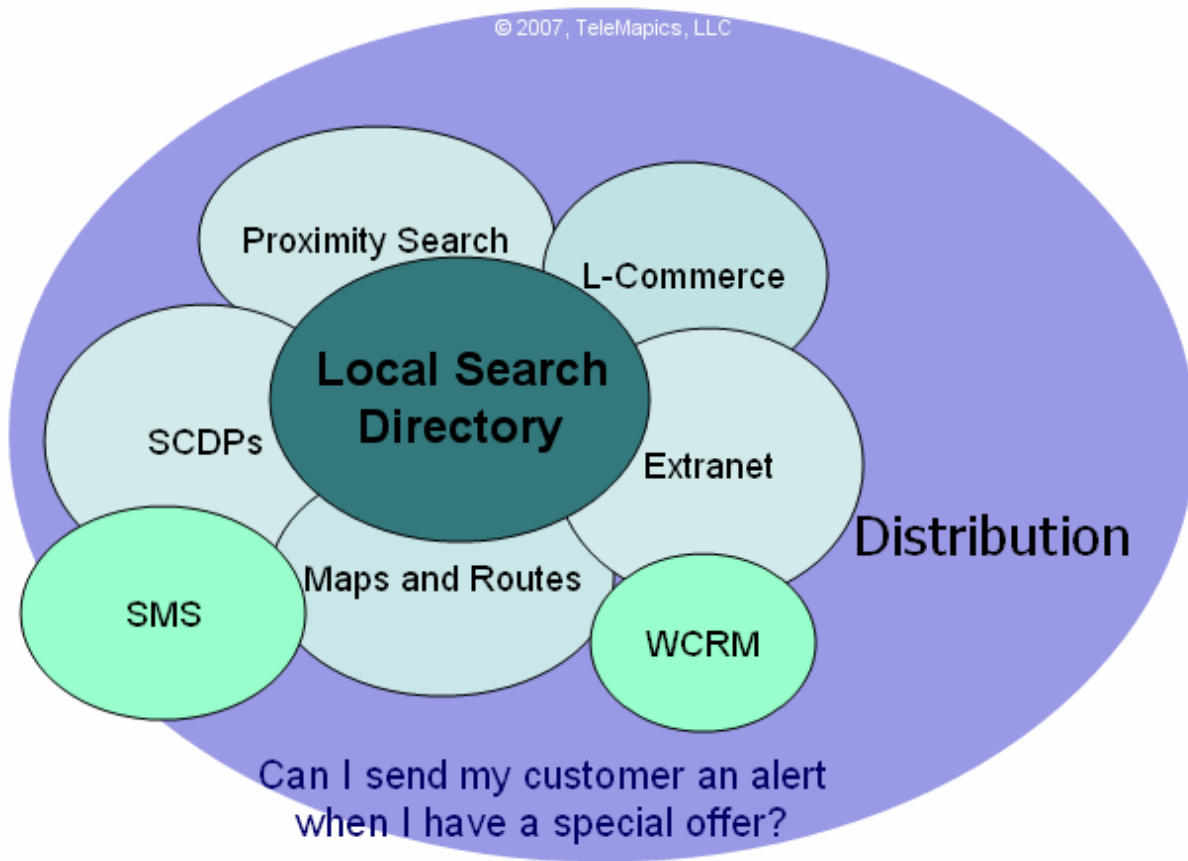 © 2007, TeleMapics, LLC
Proximity Search
L-Commerce
Local Search
Directory
SCDPs
Extranet
Distribution
Maps and Routes
SMS
WCRM
Can I send my customer an alert
when I have a special offer?